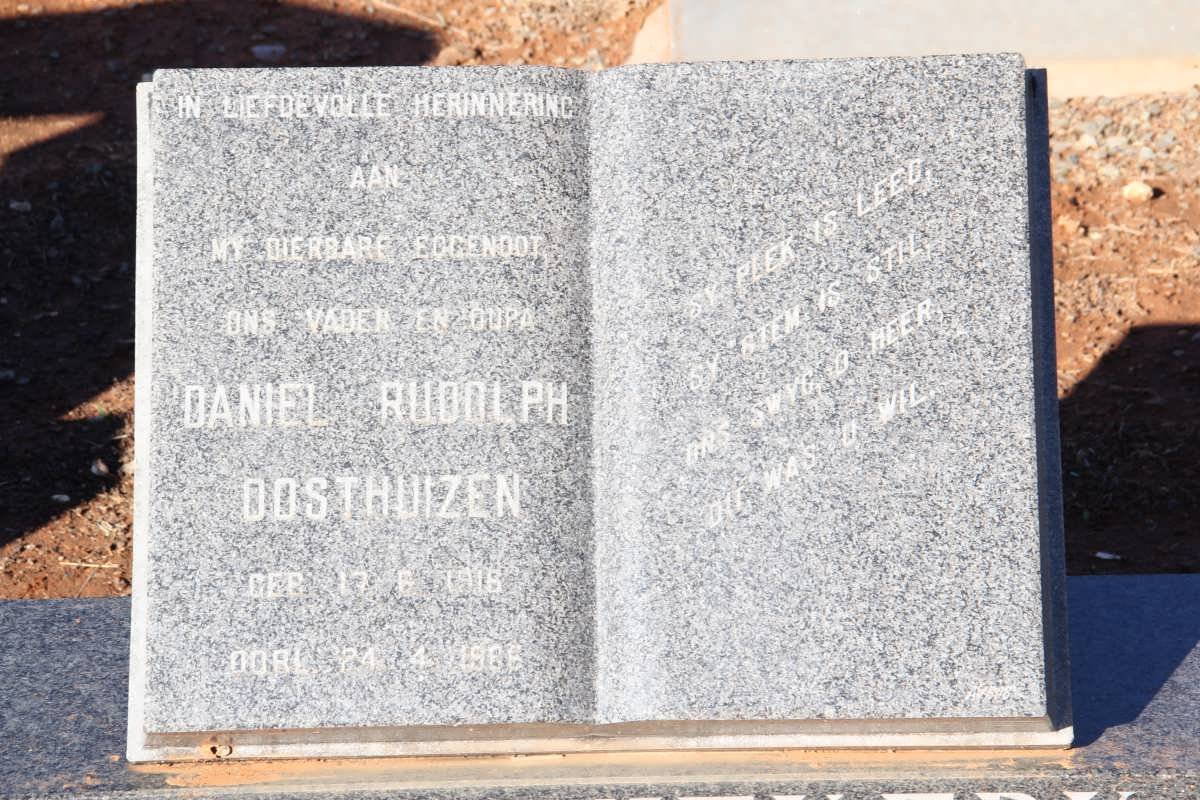 IN LIEFDEVOLLE HERINNERING
AAN
MY DIERBARE EGGENOOT,
ONS VADER EN OUPA
DANIEL RUDOLPH
OOSTHUIZEN
GEB. 17. 6. 1916
OORL. 24. 4. 1966
SY PLEK IS LEEG,
SY STEM IS STIL,
ONS SWYG, O HEER
DIT WAS U WIL.